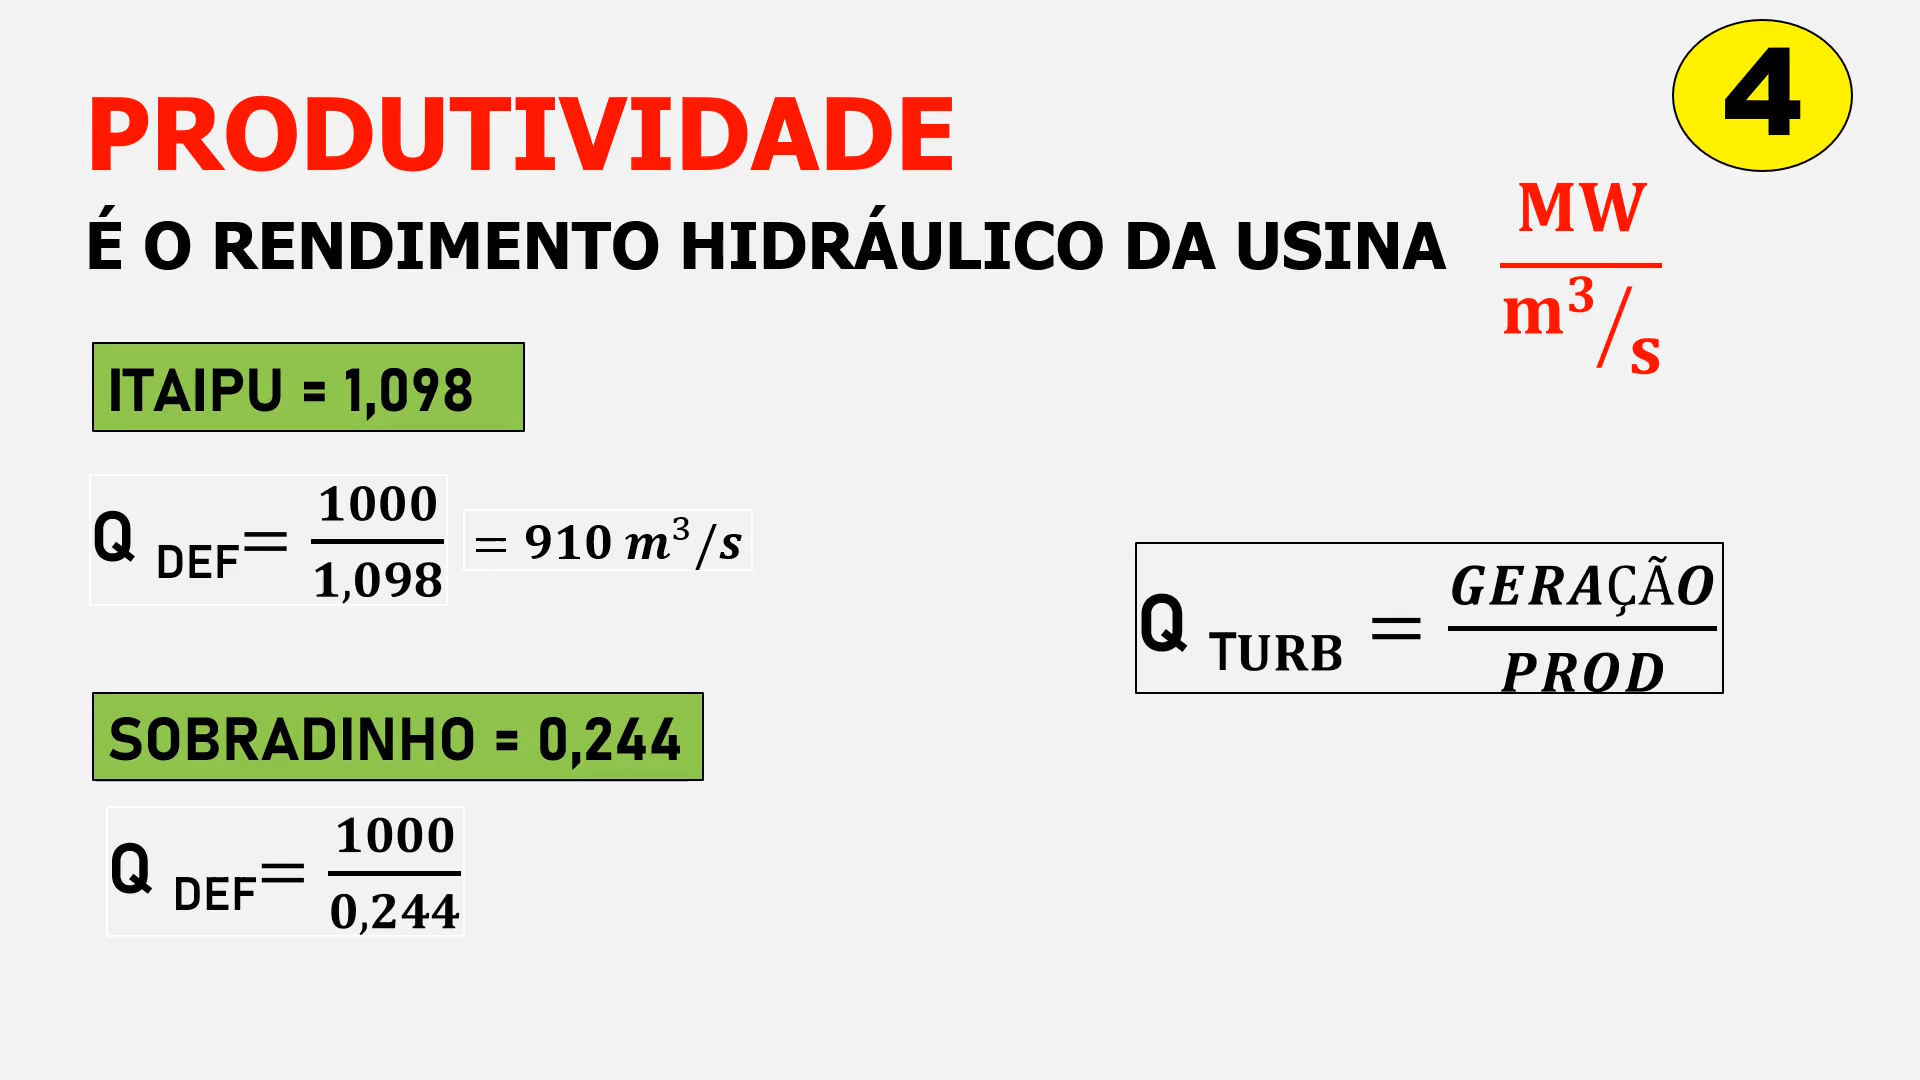 4
PRODUTIVIDADE
É O RENDIMENTO HIDRÁULICO DA USINA
MW
m³/s
ITAIPU = 1,098
Q DEF= 1000/1,098 = 910 m³/s
Q TURB = GERAÇÃO/PROD
SOBRADINHO = 0,244
Q DEF= 1000/0,244